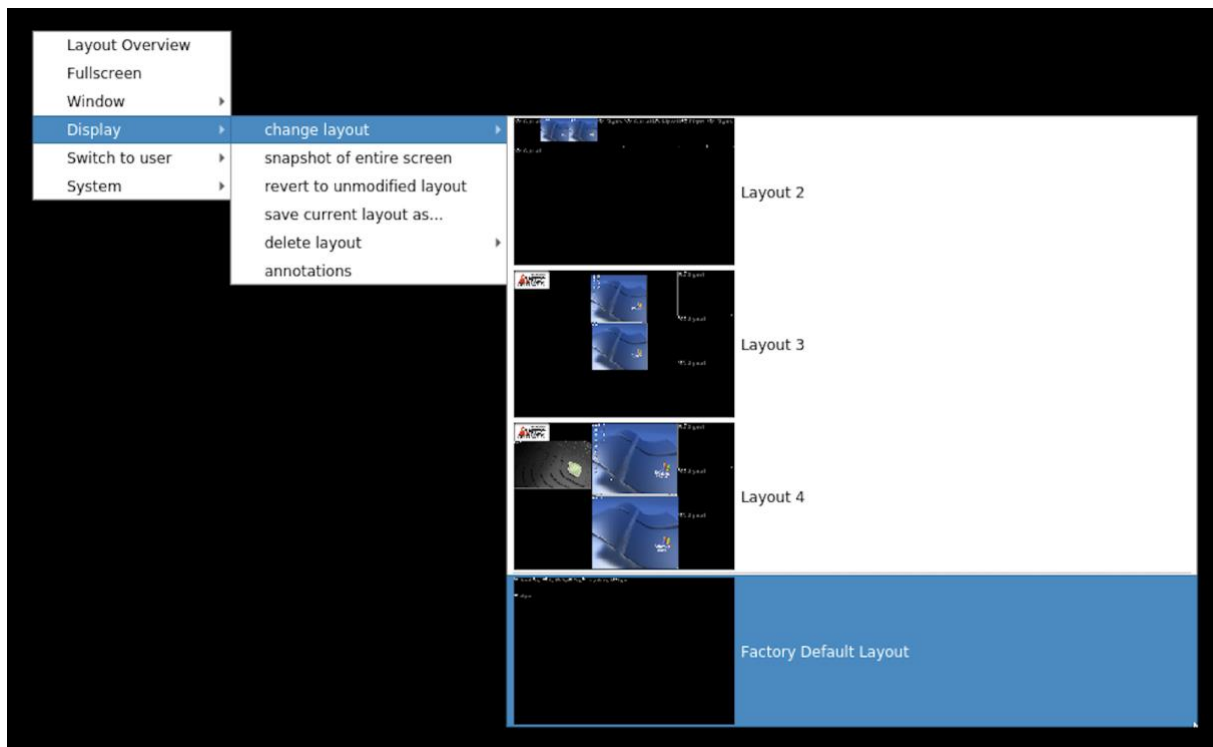 Layout Overview
Fullscreen
Window
Display
Switch to user
System
change layout
snapshot of entire screen
revert to unmodified layout
save current layout as...
delete layout
annotations
Layout 2
Layout 3
Layout 4
Factory Default Layout